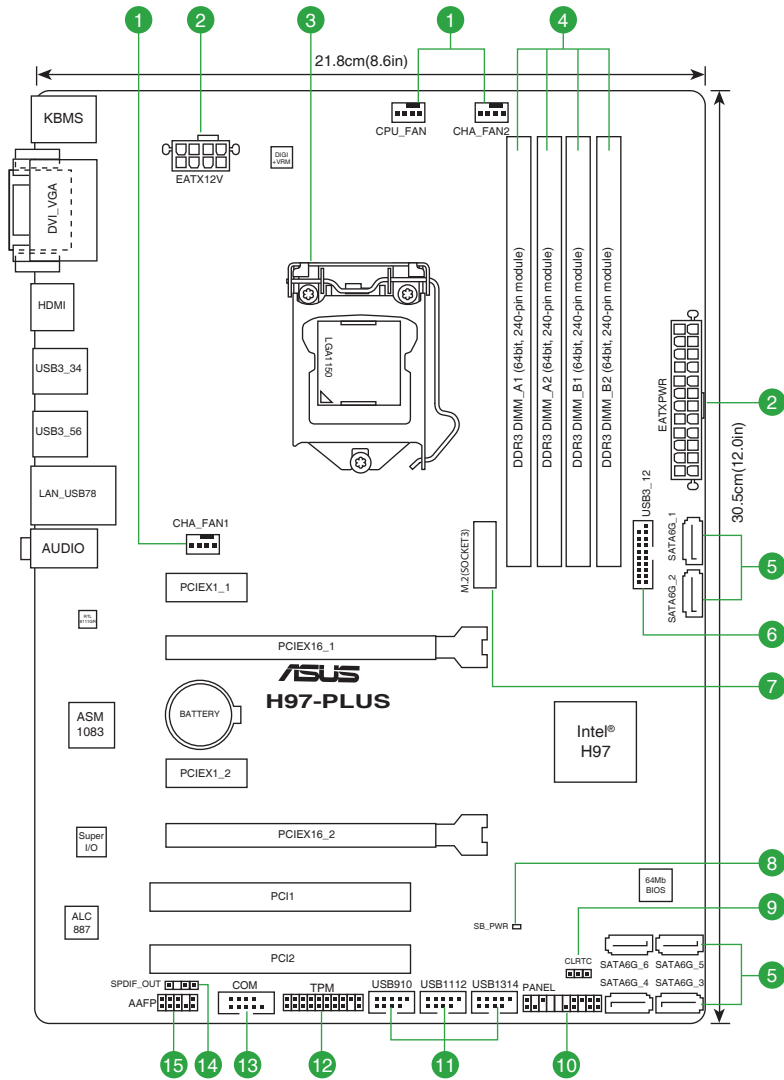 1
2
3
1
4
21.8cm(8.6in)
KBMS
CPU_FAN
CHA_FAN2
EATX12V
DIGI
+VRM
DVI_VGA
HDMI
USB3_34
USB3_56
LAN_USB78
AUDIO
LGA1150
DDR3 DIMM_A1 (64bit, 240-pin module)
DDR3 DIMM_A2 (64bit, 240-pin module)
DDR3 DIMM_B1 (64bit, 240-pin module)
DDR3 DIMM_B2 (64bit, 240-pin module)
EATXPWR
2
30.5cm(12.0in)
USB3_12
SATA6G_1
SATA6G_2
5
6
7
1
CHA_FAN1
M.2(SOCKET3)
PCIEX1_1
RTL
8111GR
PCIEX16_1
ASUS
H97-PLUS
ASM
1083
BATTERY
Intel®
H97
PCIEX1_2
Super
I/O
PCIEX16_2
8
64Mb
BIOS
9
PCI1
SB_PWR
ALC
887
PCI2
CLRTC
SATA6G_6
SATA6G_5
5
SPDIF_OUT
AAFP
COM
TPM
USB910
USB1112
USB1314
PANEL
SATA6G_4
SATA6G_3
15
14
13
12
11
10